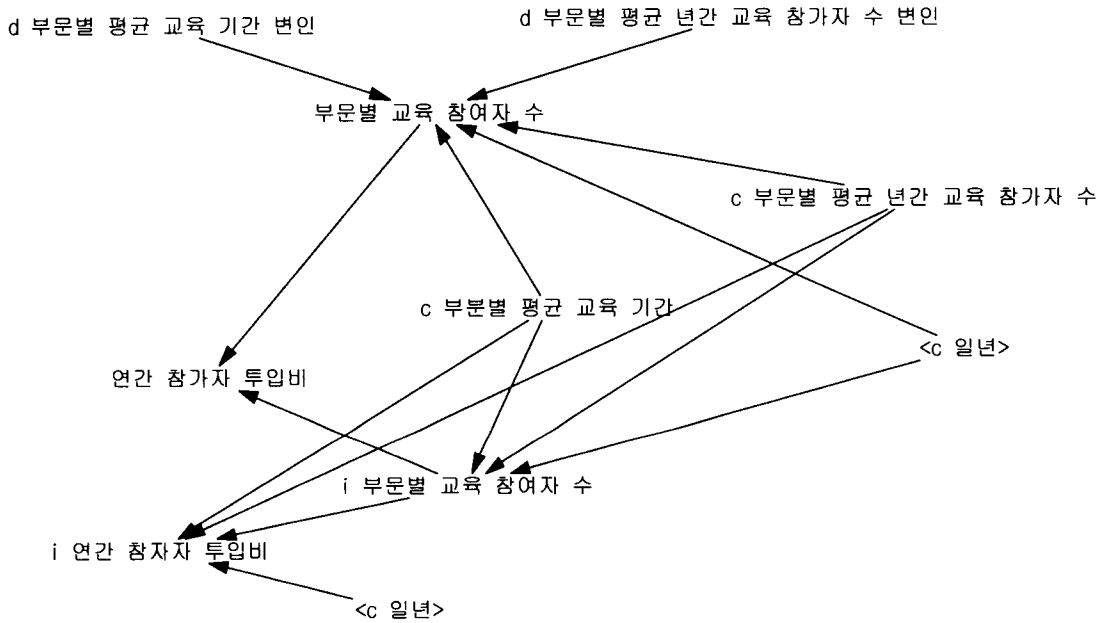 d 부문별 평균 교육 기간 변인
d 부문별 평균 년간 교육 참가자 수 변인
부문별 교육 참여자 수
c 부문별 평균 년간 교육 참가자 수
c 부분별 평균 교육 기간
<c 일년>
연간 참가자 투입비
i 부문별 교육 참여자 수
i 연간 참자자 투입비
<c 일년>